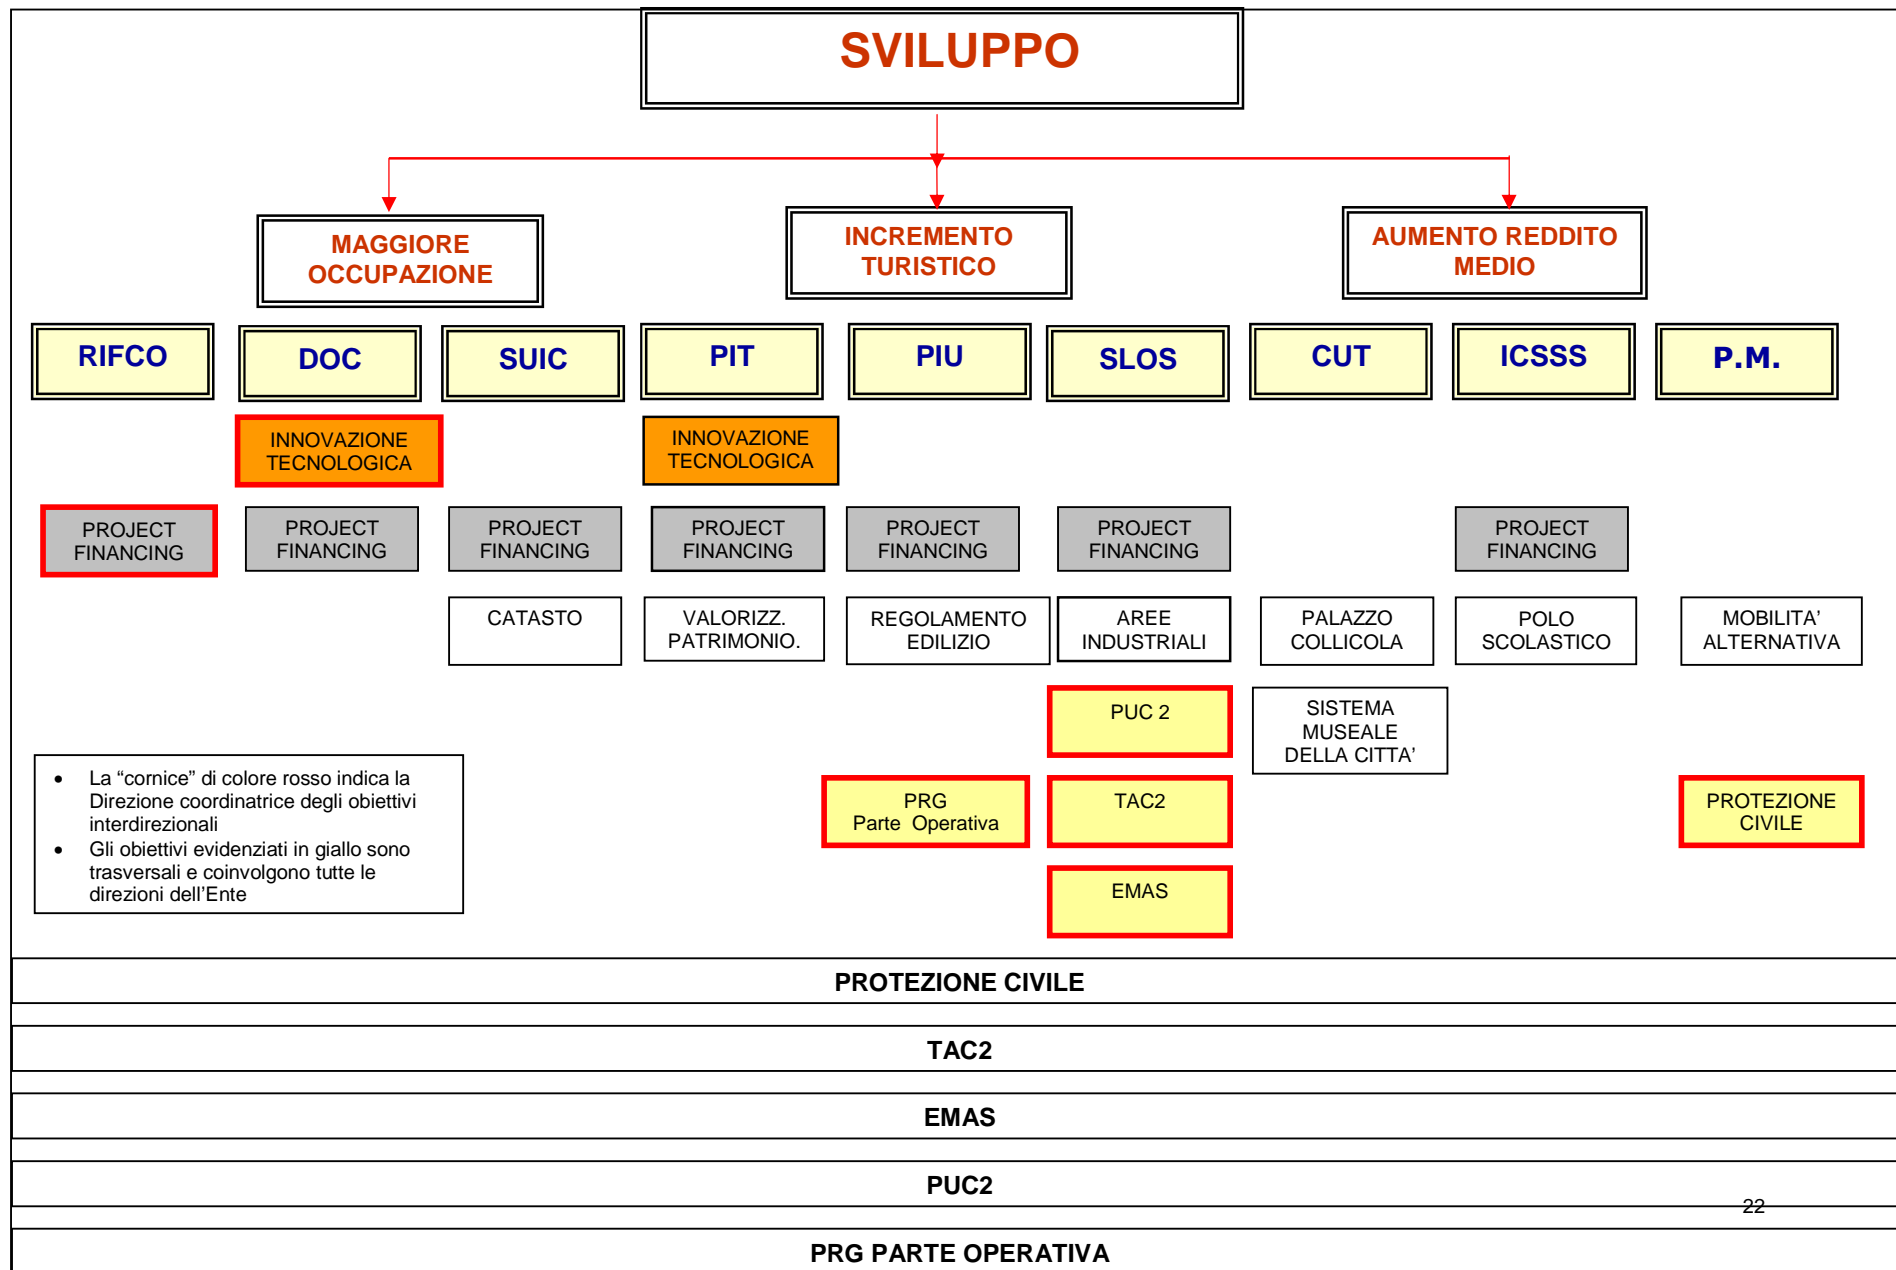 SVILUPPO
MAGGIORE
OCCUPAZIONE
INCREMENTO
TURISTICO
AUMENTO REDDITO
MEDIO
RIFCO
DOC
SUIC
PIT
PIU
SLOS
CUT
ICSSS
P.M.
INNOVAZIONE
TECNOLOGICA
INNOVAZIONE
TECNOLOGICA
PROJECT
FINANCING
PROJECT
FINANCING
PROJECT
FINANCING
PROJECT
FINANCING
PROJECT
FINANCING
PROJECT
FINANCING
PROJECT
FINANCING
CATASTO
VALORIZZ.
PATRIMONIO.
REGOLAMENTO
EDILIZIO
AREE
INDUSTRIALI
PALAZZO
COLLICOLA
POLO
SCOLASTICO
MOBILITA’
ALTERNATIVA
PUC 2
SISTEMA
MUSEALE
DELLA CITTA’
• La “cornice” di colore rosso indica la
Direzione coordinatrice degli obiettivi
interdirezionali
• Gli obiettivi evidenziati in giallo sono
trasversali e coinvolgono tutte le
direzioni dell’Ente
PRG
Parte Operativa
TAC2
PROTEZIONE
CIVILE
EMAS
PROTEZIONE CIVILE
TAC2
EMAS
PUC2
22
PRG PARTE OPERATIVA